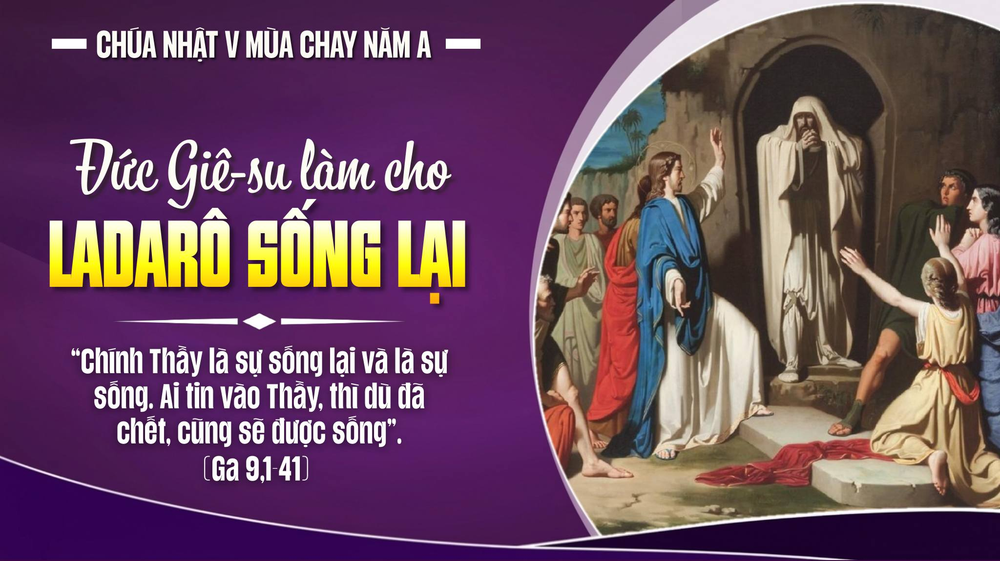 CHÚA NHẬT V MÙA CHAY NĂM A
Đức Giê-su làm cho
LADARÔ SỐNG LẠI
“Chính Thầy là sự sống lại và là sự
sống. Ai tin vào Thầy, thì dù đã
chết, cũng sẽ được sống”.
(Ga 9,1-41)